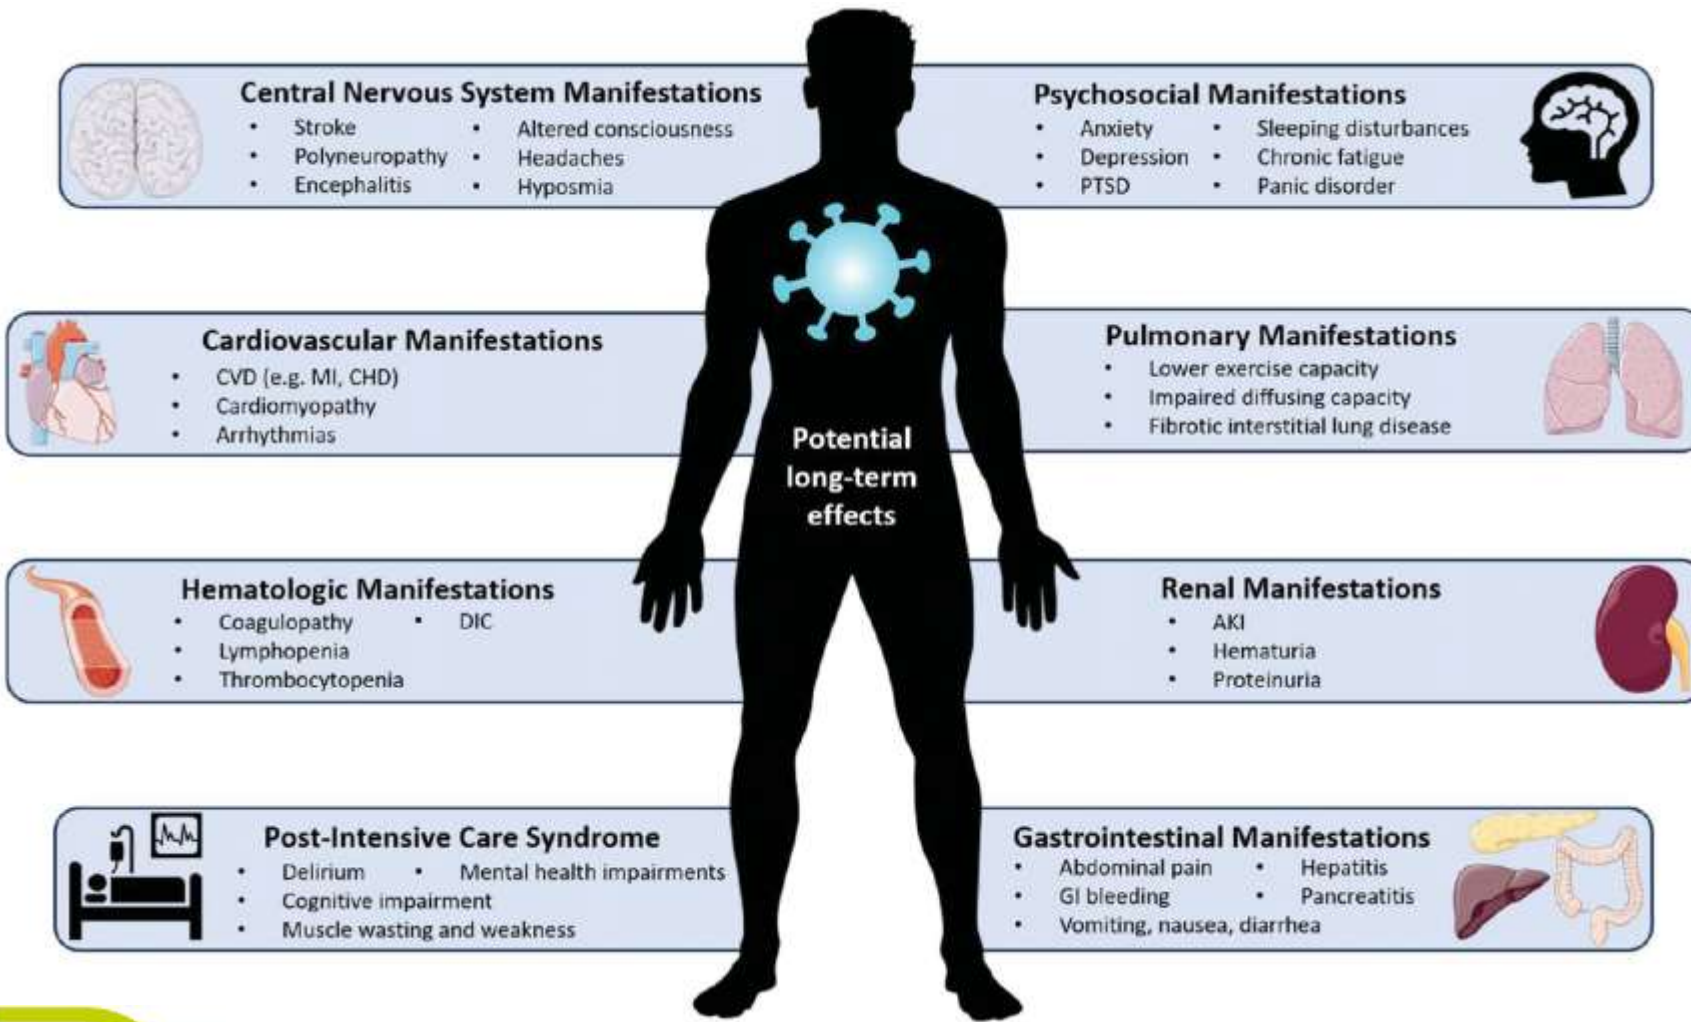 Central Nervous System Manifestations
• Stroke • Altered consciousness
• Polyneuropathy • Headaches
• Encephalitis • Hyposmia
Psychosocial Manifestations
• Anxiety • Sleeping disturbances
• Depression • Chronic fatigue
• PTSD • Panic disorder
Cardiovascular Manifestations
• CVD (e.g. MI, CHD)
• Cardiomyopathy
• Arrhythmias
Pulmonary Manifestations
• Lower exercise capacity
• Impaired diffusing capacity
• Fibrotic interstitial lung disease
Potential
long-term
effects
Hematologic Manifestations
• Coagulopathy • DIC
• Lymphopenia
• Thrombocytopenia
Renal Manifestations
• AKI
• Hematuria
• Proteinuria
Post-Intensive Care Syndrome
• Delirium • Mental health impairments
• Cognitive impairment
• Muscle wasting and weakness
Gastrointestinal Manifestations
• Abdominal pain • Hepatitis
• GI bleeding • Pancreatitis
• Vomiting, nausea, diarrhea